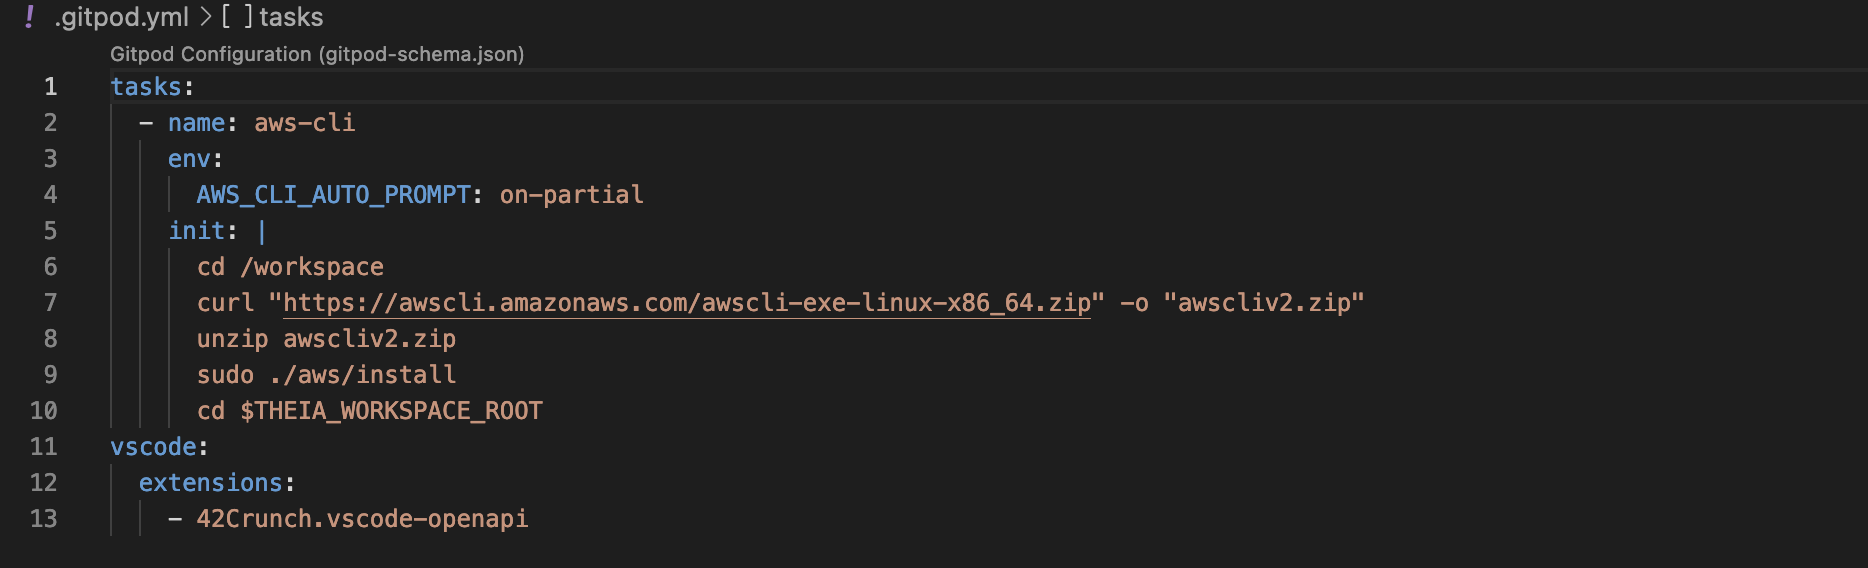 ! .gitpod.yml > [ ] tasks
Gitpod Configuration (gitpod-schema.json)
1 tasks:
2   - name: aws-cli
3     env:
4       AWS_CLI_AUTO_PROMPT: on-partial
5     init: |
6       cd /workspace
7       curl "https://awscli.amazonaws.com/awscli-exe-linux-x86_64.zip" -o "awscliv2.zip"
8       unzip awscliv2.zip
9       sudo ./aws/install
10       cd $THEIA_WORKSPACE_ROOT
11 vscode:
12   extensions:
13     - 42Crunch.vscode-openapi